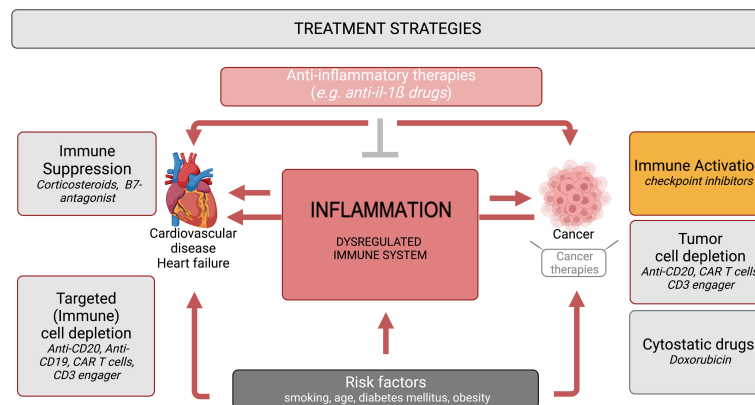 TREATMENT STRATEGIES
Anti-inflammatory therapies
(e.g. anti-il-1ß drugs)
Immune
Suppression
Corticosteroids, B7-
antagonist
Cardiovascular
disease
Heart failure
INFLAMMATION
DYSREGULATED
IMMUNE SYSTEM
Cancer
Cancer
therapies
Immune Activatio
checkpoint inhibitors
Tumor
cell depletion
Anti-CD20, CAR T cells
CD3 engager
Targeted
(Immune)
cell depletion
Anti-CD20, Anti-
CD19, CAR T cells,
CD3 engager
Cytostatic drugs
Doxorubicin
Risk factors
smoking, age, diabetes mellitus, obesity